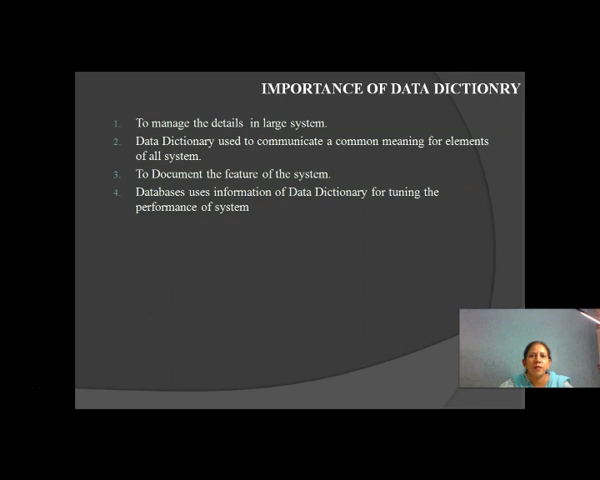 IMPORTANCE OF DATA DICTIONRY
1. To manage the details in large system.
2. Data Dictionary used to communicate a common meaning for elements
of all system.
3. To Document the feature of the system.
4. Databases uses information of Data Dictionary for tuning the
performance of system